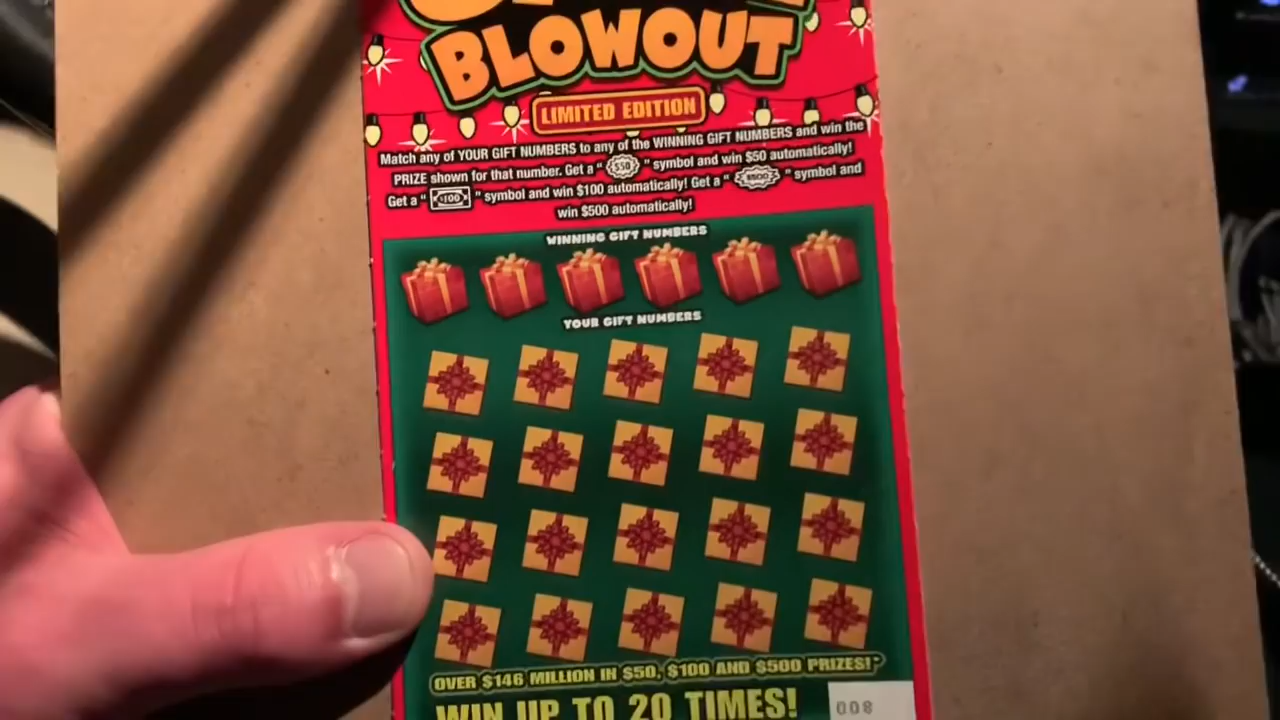 BLOWOUT
LIMITED EDITION
Match any of YOUR GIFT NUMBERS to any of the WINNING GIFT NUMBERS and win the
PRIZE shown for that number. Get a " $50 " symbol and win $50 automatically!
Get a " $100 " symbol and win $100 automatically! Get a " $500 " symbol and
win $500 automatically!
WINNING GIFT NUMBERS
YOUR GIFT NUMBERS
OVER $146 MILLION IN $50, $100 AND $500 PRIZES!*
WIN UP TO 20 TIMES!
008